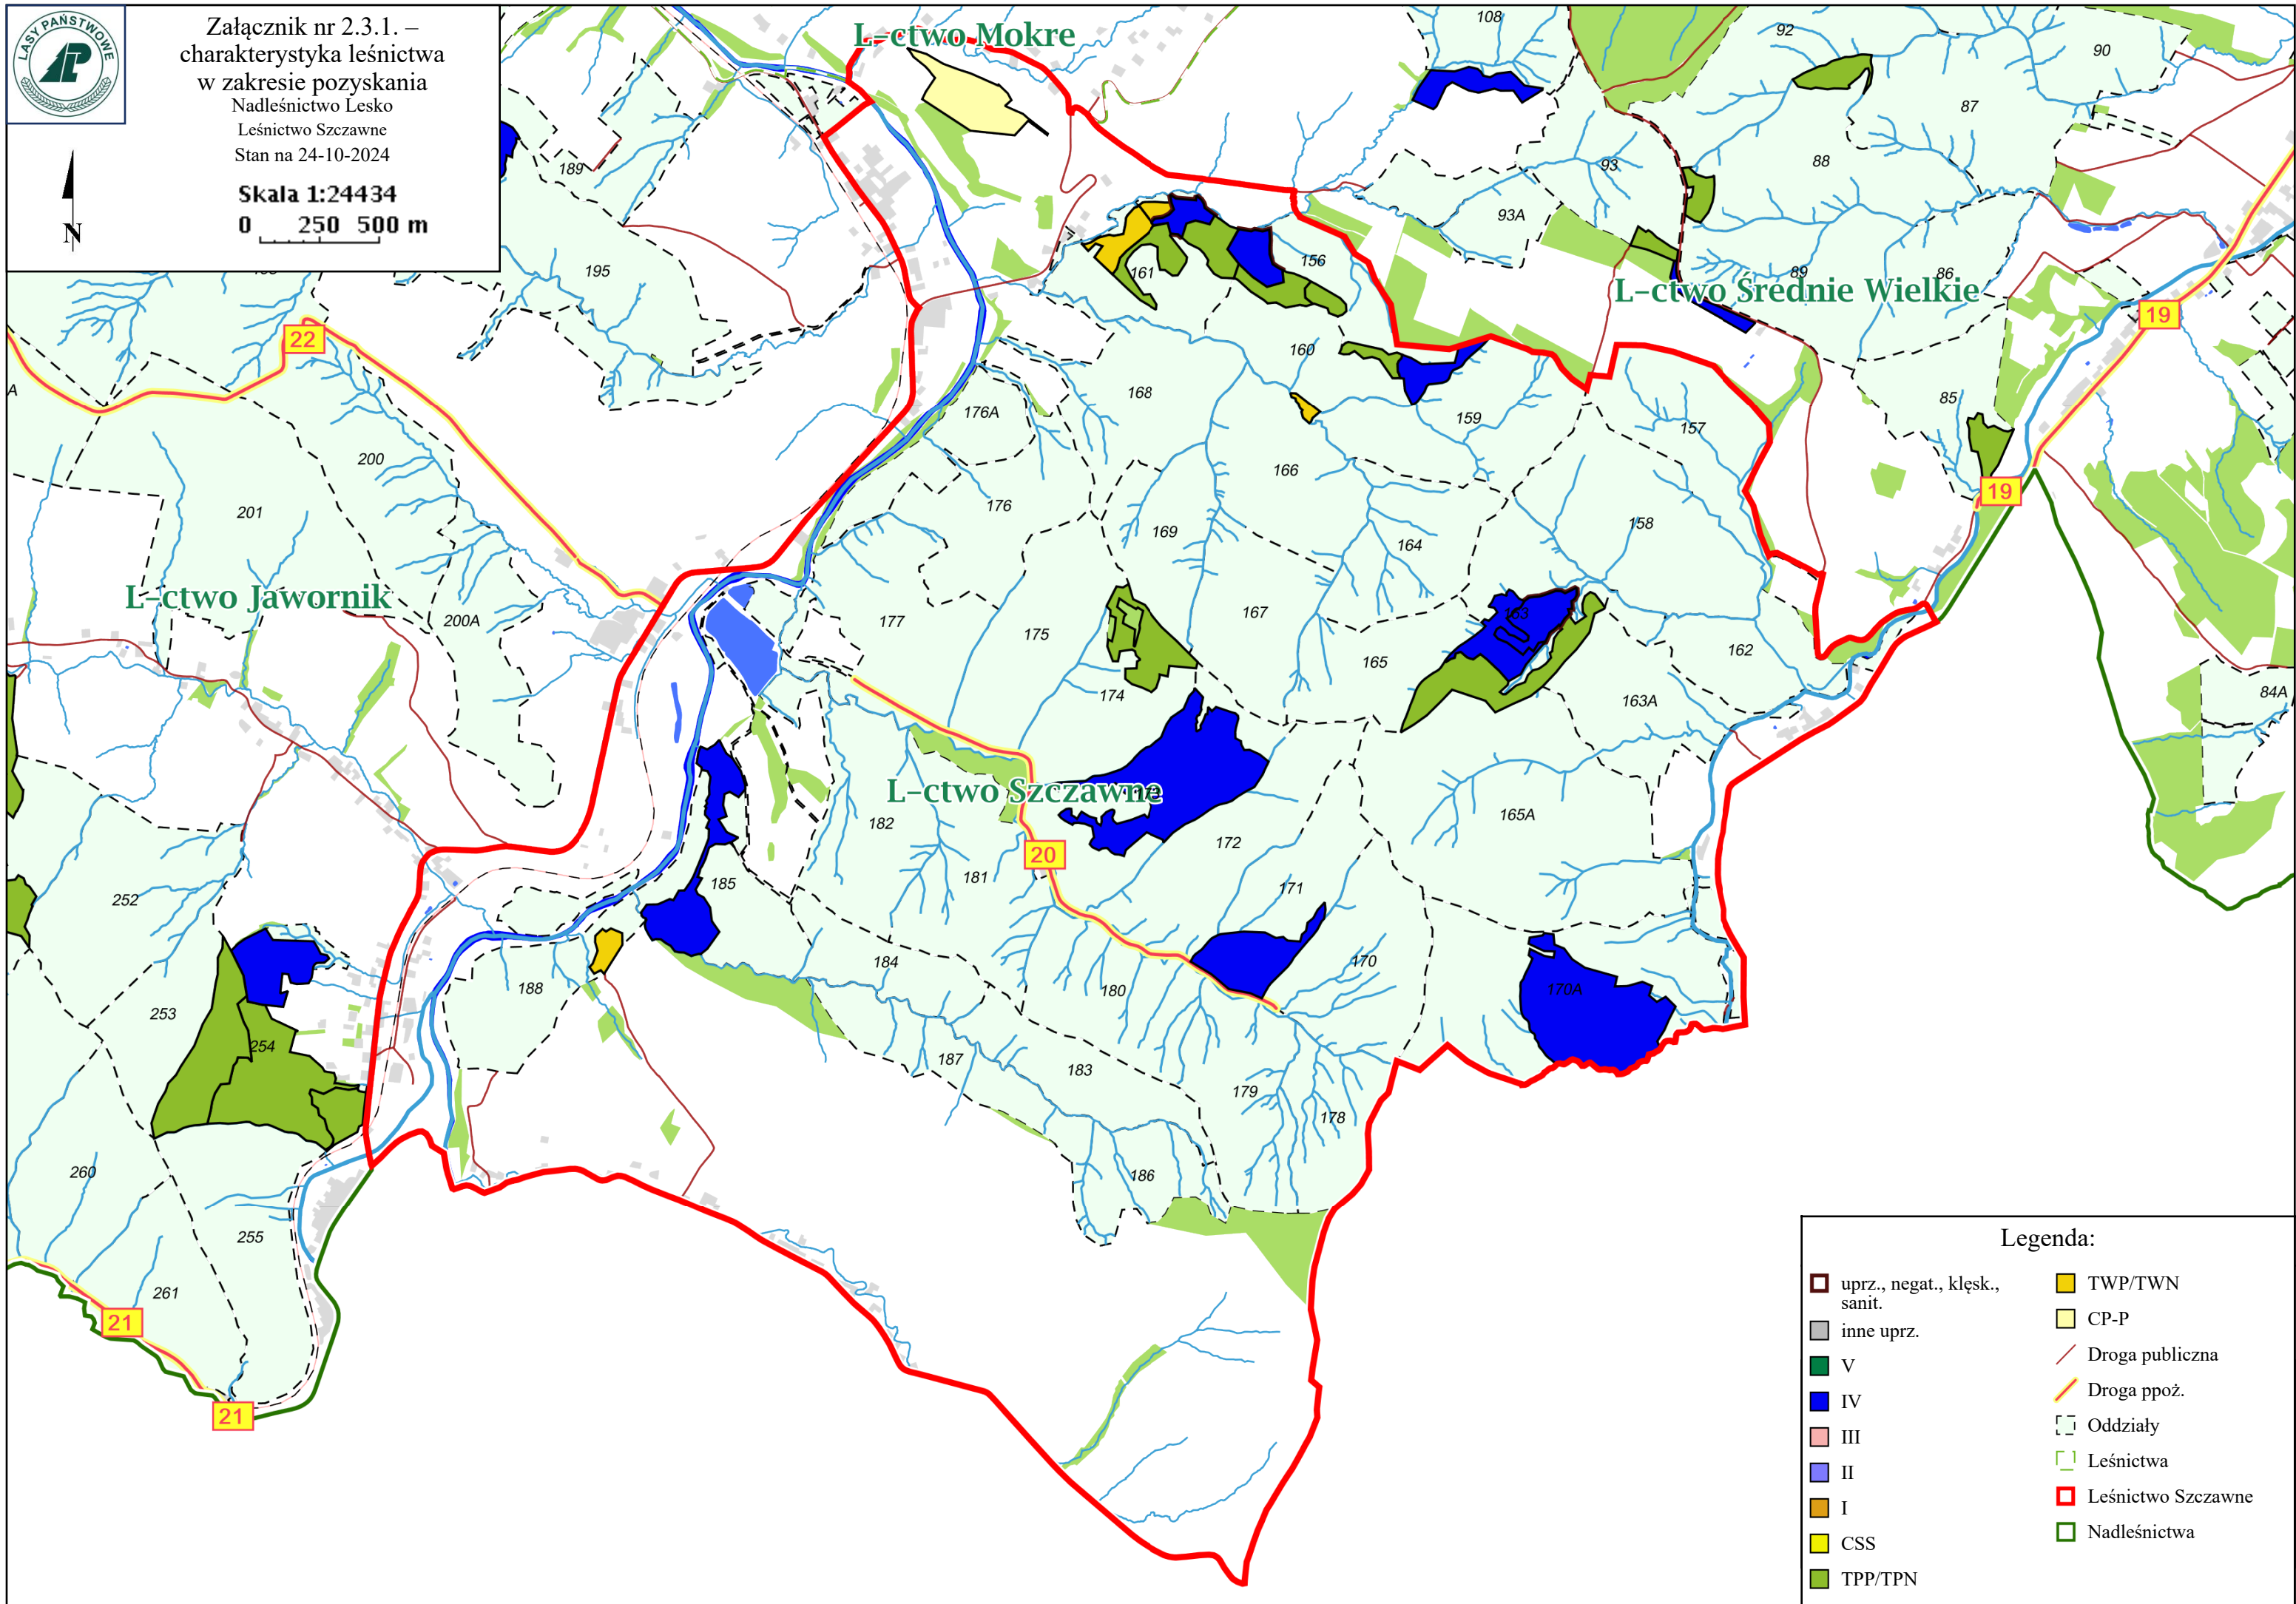 LASY PAŃSTWOWE
Załącznik nr 2.3.1. –
charakterystyka leśnictwa
w zakresie pozyskania
Nadleśnictwo Lesko
Leśnictwo Szczawne
Stan na 24-10-2024
Skala 1:24434
0 250 500 m
N
L-ctwo Mokre
108
92
90
87
88
93
93A
189
195
161
156
89
86
L-ctwo Średnie Wielkie
19
22
A
160
168
176A
159
157
85
200
166
176
19
201
169
164
158
L-ctwo Jawornik
200A
177
175
167
163
165
162
174
163A
84A
L-ctwo Szczawne
182
172
165A
20
185
181
171
252
184
180
170
188
170A
253
254
187
183
179
178
260
186
255
261
21
21
Legenda:
uprz., negat., klęsk.,
sanit.
inne uprz.
V
IV
III
II
I
CSS
TPP/TPN
TWP/TWN
CP-P
Droga publiczna
Droga ppoż.
Oddziały
Leśnictwa
Leśnictwo Szczawne
Nadleśnictwa